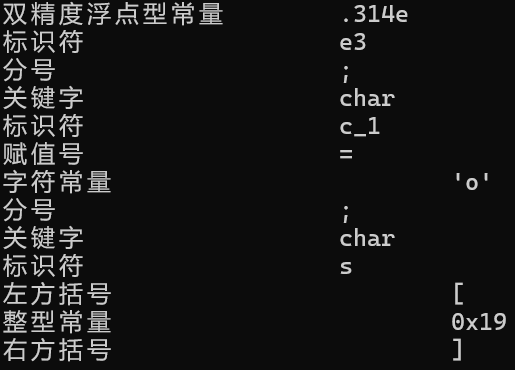 双精度浮点型常量 .314e
标识符 e3
分号 ;
关键字 char
标识符 c_1
赋值号 =
字符常量 'o'
分号 ;
关键字 char
标识符 s
左方括号 [
整型常量 0x19
右方括号 ]